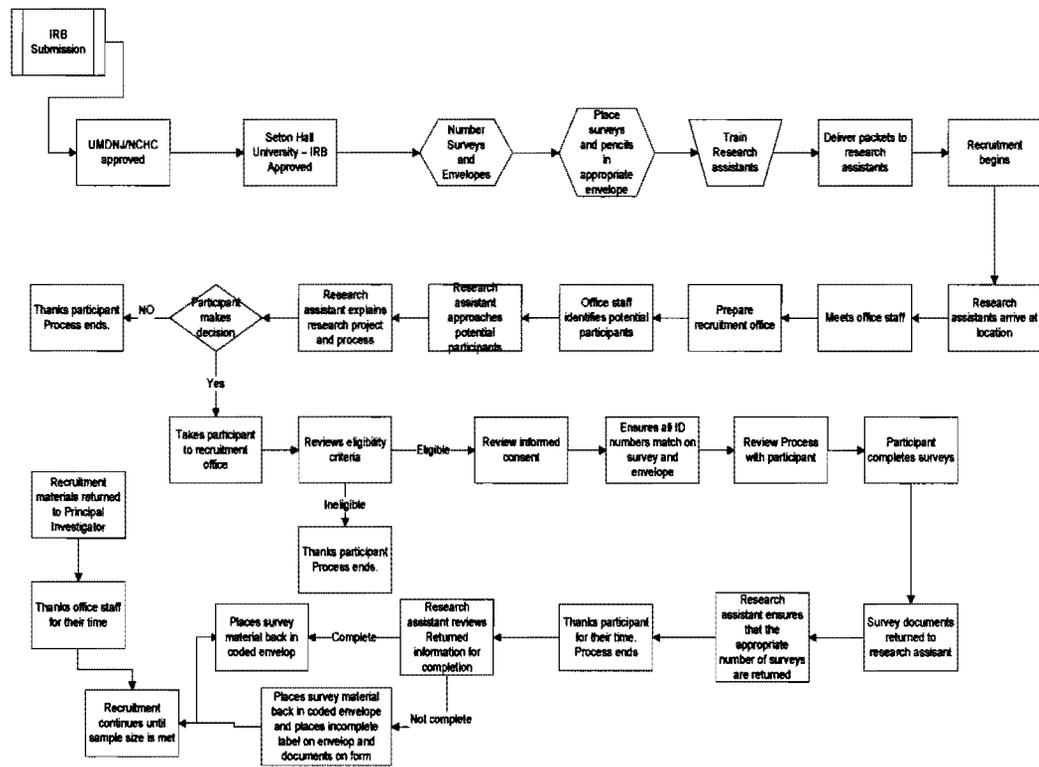 IRB
Submission
UMDNJ/NCHC
approved
Seton Hall
University – IRB
Approved
Number
Surveys
and
Envelopes
Place
surveys
and pencils
in
appropriate
envelope
Train
Research
assistants
Deliver packets to
research
assistants
Recruitment
begins
Thanks participant
Process ends.
NO
Participant
makes
decision
Research
assistant explains
research project
and process
Research
assistant
approaches
potential
participants
Office staff
identifies potential
participants
Prepare
recruitment office
Meets office staff
Research
assistants arrive at
location
Yes
Takes participant
to recruitment
office
Reviews eligibility
criteria
Eligible
Review informed
consent
Ensures all ID
numbers match on
survey and
envelope
Review Process
with participant
Participant
completes surveys
Ineligible
Thanks participant
Process ends.
Recruitment
materials returned
to Principal
Investigator
Thanks office staff
for their time
Recruitment
continues until
sample size is met
Places survey
material back in
coded envelop
Complete
Research
assistant reviews
Returned
information for
completion
Thanks participant
for their time.
Process ends
Research
assistant ensures
that the
appropriate
number of surveys
are returned
Survey documents
returned to
research assisant
Not complete
Places survey material
back in coded envelope
and places incomplete
label on envelop and
documents on form